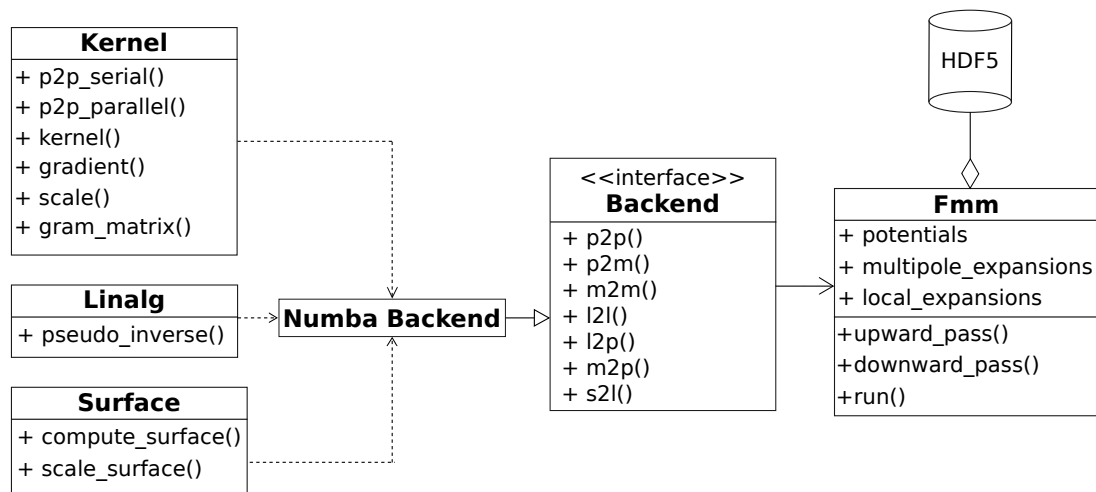 Kernel
+ p2p_serial()
+ p2p_parallel()
+ kernel()
+ gradient()
+ scale()
+ gram_matrix()
Linalg
+ pseudo_inverse()
Surface
+ compute_surface()
+ scale_surface()
Numba Backend
<<interface>>
Backend
+ p2p()
+ p2m()
+ m2m()
+ l2l()
+ l2p()
+ m2p()
+ s2l()
HDF5
Fmm
+ potentials
+ multipole_expansions
+ local_expansions
+upward_pass()
+downward_pass()
+run()